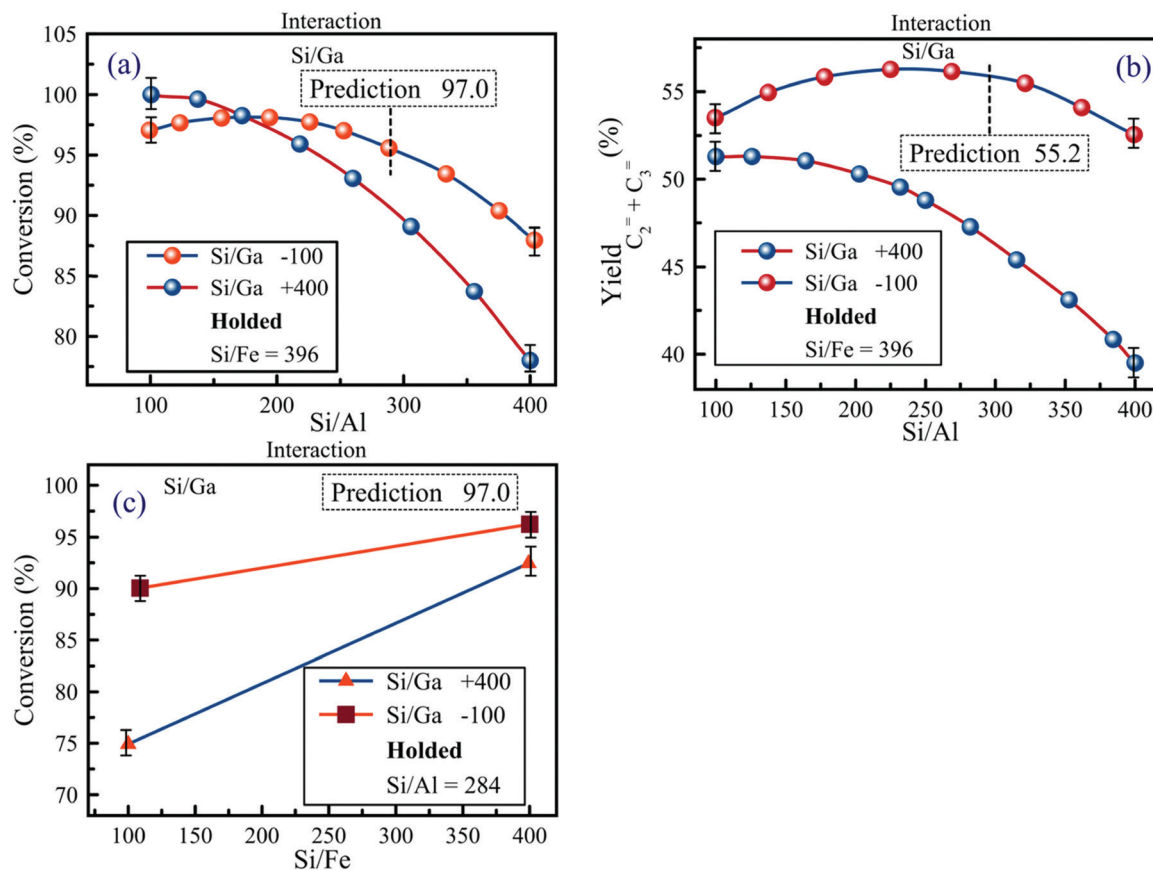 Interaction
(a)
Si/Ga
Prediction 97.0
Conversion (%)
105
100
95
90
85
80
Si/Ga -100
Si/Ga +400
Holded
Si/Fe = 396
100
200
300
400
Si/Al
Interaction
Si/Ga
(b)
Prediction 55.2
Yield C2= + C3= (%)
55
50
45
40
Si/Ga +400
Si/Ga -100
Holded
Si/Fe = 396
100
150
200
250
300
350
400
Si/Al
Interaction
(c)
Si/Ga
Prediction 97.0
Conversion (%)
100
95
90
85
80
75
70
Si/Ga +400
Si/Ga -100
Holded
Si/Al = 284
100
150
200
250
300
350
400
Si/Fe